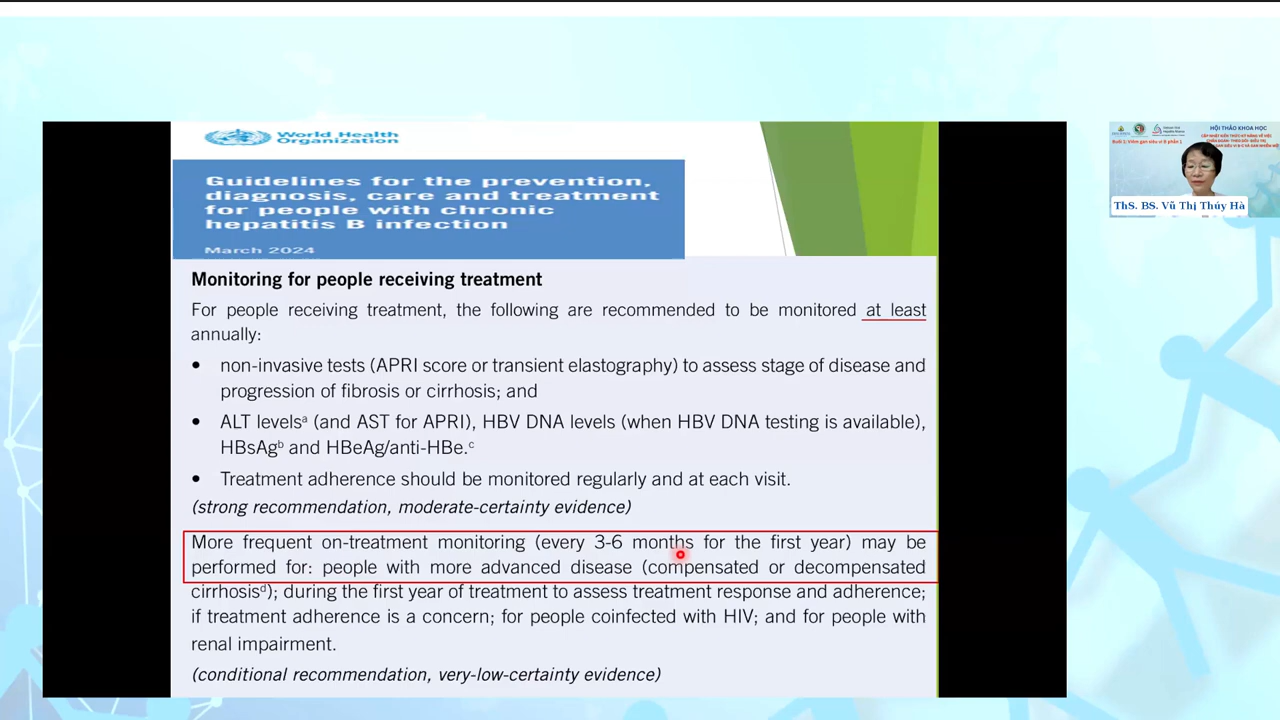 World Health
Organization
Guidelines for the prevention,
diagnosis, care and treatment
for people with chronic
hepatitis B infection
March 2024
Monitoring for people receiving treatment
For people receiving treatment, the following are recommended to be monitored at least
annually:
• non-invasive tests (APRI score or transient elastography) to assess stage of disease and
progression of fibrosis or cirrhosis; and
• ALT levelsᵃ (and AST for APRI), HBV DNA levels (when HBV DNA testing is available),
HBsAgᵇ and HBeAg/anti-HBe.ᶜ
• Treatment adherence should be monitored regularly and at each visit.
(strong recommendation, moderate-certainty evidence)
More frequent on-treatment monitoring (every 3-6 months for the first year) may be
performed for: people with more advanced disease (compensated or decompensated
cirrhosisᵈ); during the first year of treatment to assess treatment response and adherence;
if treatment adherence is a concern; for people coinfected with HIV; and for people with
renal impairment.
(conditional recommendation, very-low-certainty evidence)
HỘI THẢO KHOA HỌC
ThS. BS. Vũ Thị Thúy Hà